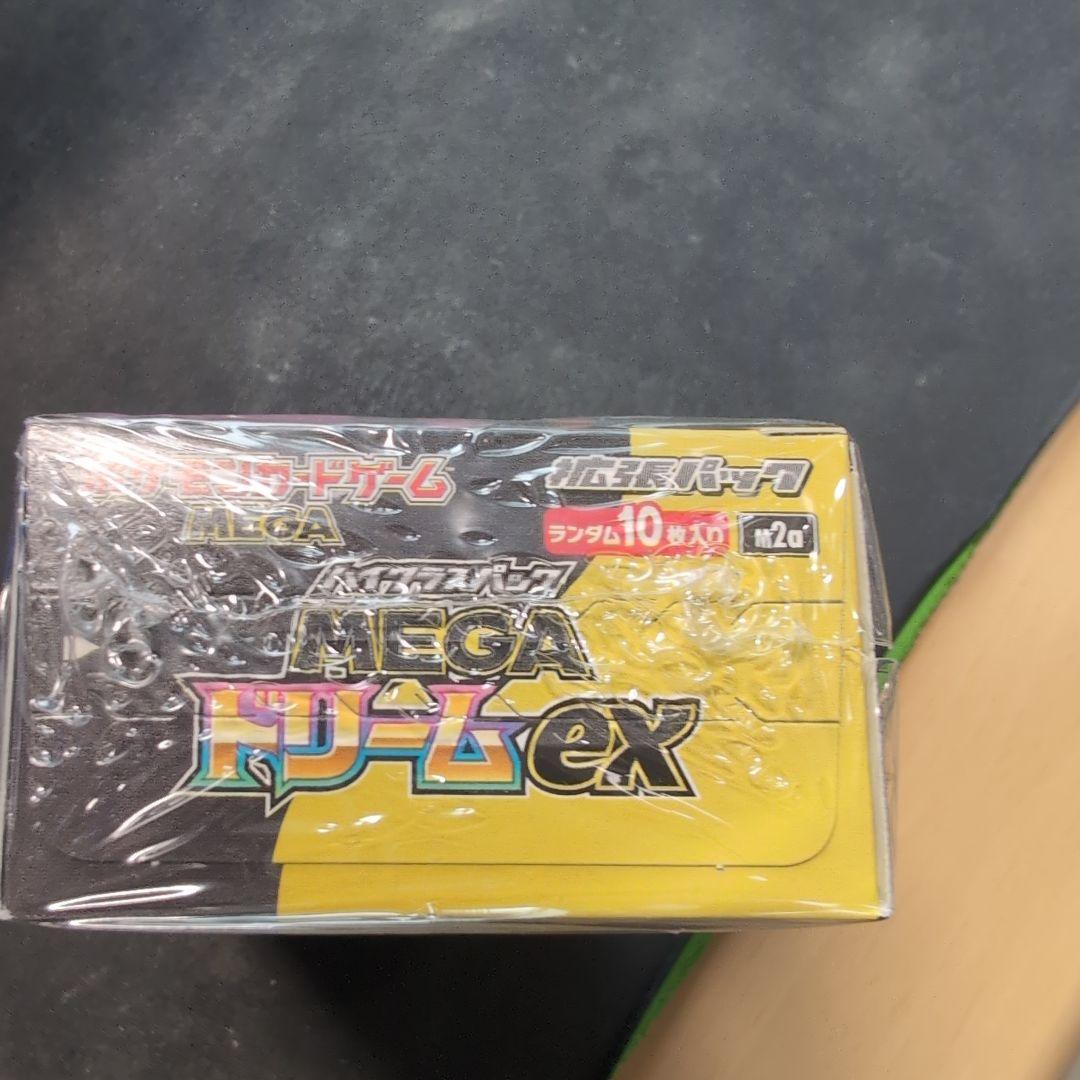 ポケモンカードゲーム
MEGA
拡張パック
ランダム10枚入り
M2a
ハイクラスパック
MEGA
ドリームex